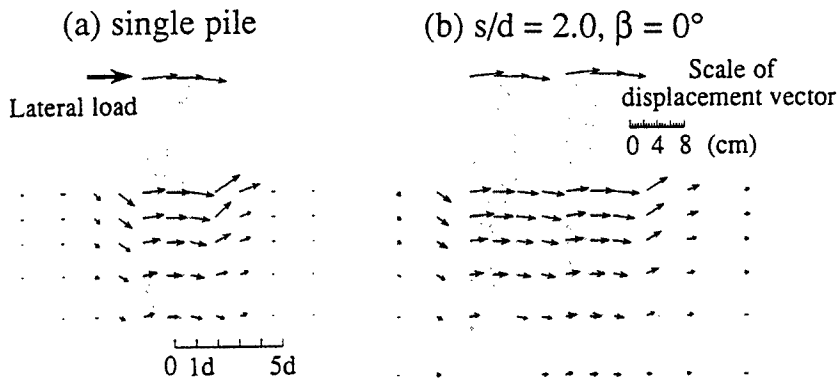 (a) single pile
(b) s/d = 2.0, β = 0°
Lateral load
Scale of
displacement vector
0 4 8 (cm)
0 1d 5d